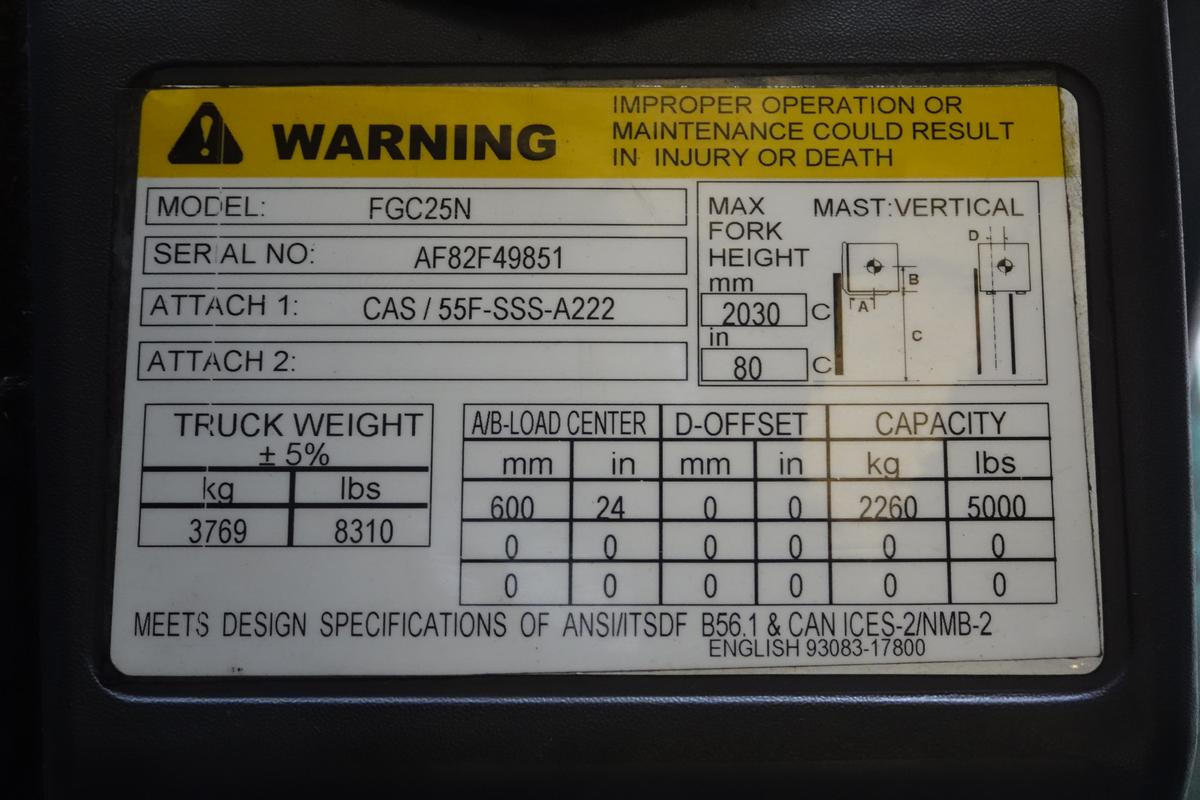 WARNING
IMPROPER OPERATION OR
MAINTENANCE COULD RESULT
IN INJURY OR DEATH
MODEL: FGC25N
SERIAL NO: AF82F49851
ATTACH 1: CAS / 55F-SSS-A222
ATTACH 2:
MAX MAST:VERTICAL
FORK
HEIGHT
mm
2030 C
in
80 C
D
B
A
C
TRUCK WEIGHT
± 5%
kg lbs
3769 8310
A/B-LOAD CENTER D-OFFSET CAPACITY
mm in mm in kg lbs
600 24 0 0 2260 5000
0 0 0 0 0 0
0 0 0 0 0 0
MEETS DESIGN SPECIFICATIONS OF ANSI/ITSDF B56.1 & CAN ICES-2/NMB-2
ENGLISH 93083-17800